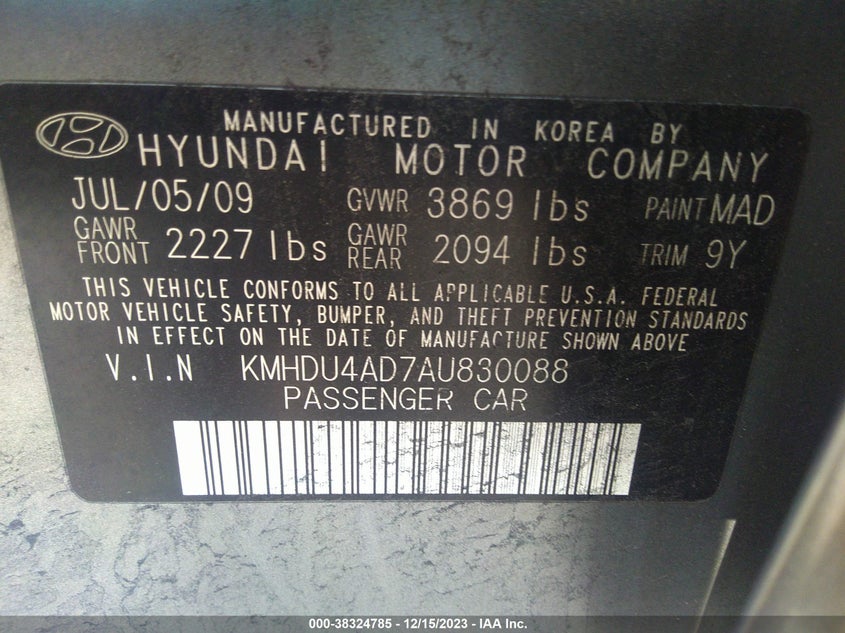 MANUFACTURED IN KOREA BY
HYUNDAI MOTOR COMPANY
JUL/05/09 GVWR 3869 lbs PAINT MAD
GAWR FRONT 2227 lbs GAWR REAR 2094 lbs TRIM 9Y
THIS VEHICLE CONFORMS TO ALL APPLICABLE U.S.A. FEDERAL
MOTOR VEHICLE SAFETY, BUMPER, AND THEFT PREVENTION STANDARDS
IN EFFECT ON THE DATE OF MANUFACTURE SHOWN ABOVE
V.I.N KMHDU4AD7AU830088
PASSENGER CAR
000-38324785 - 12/15/2023 - IAA Inc.